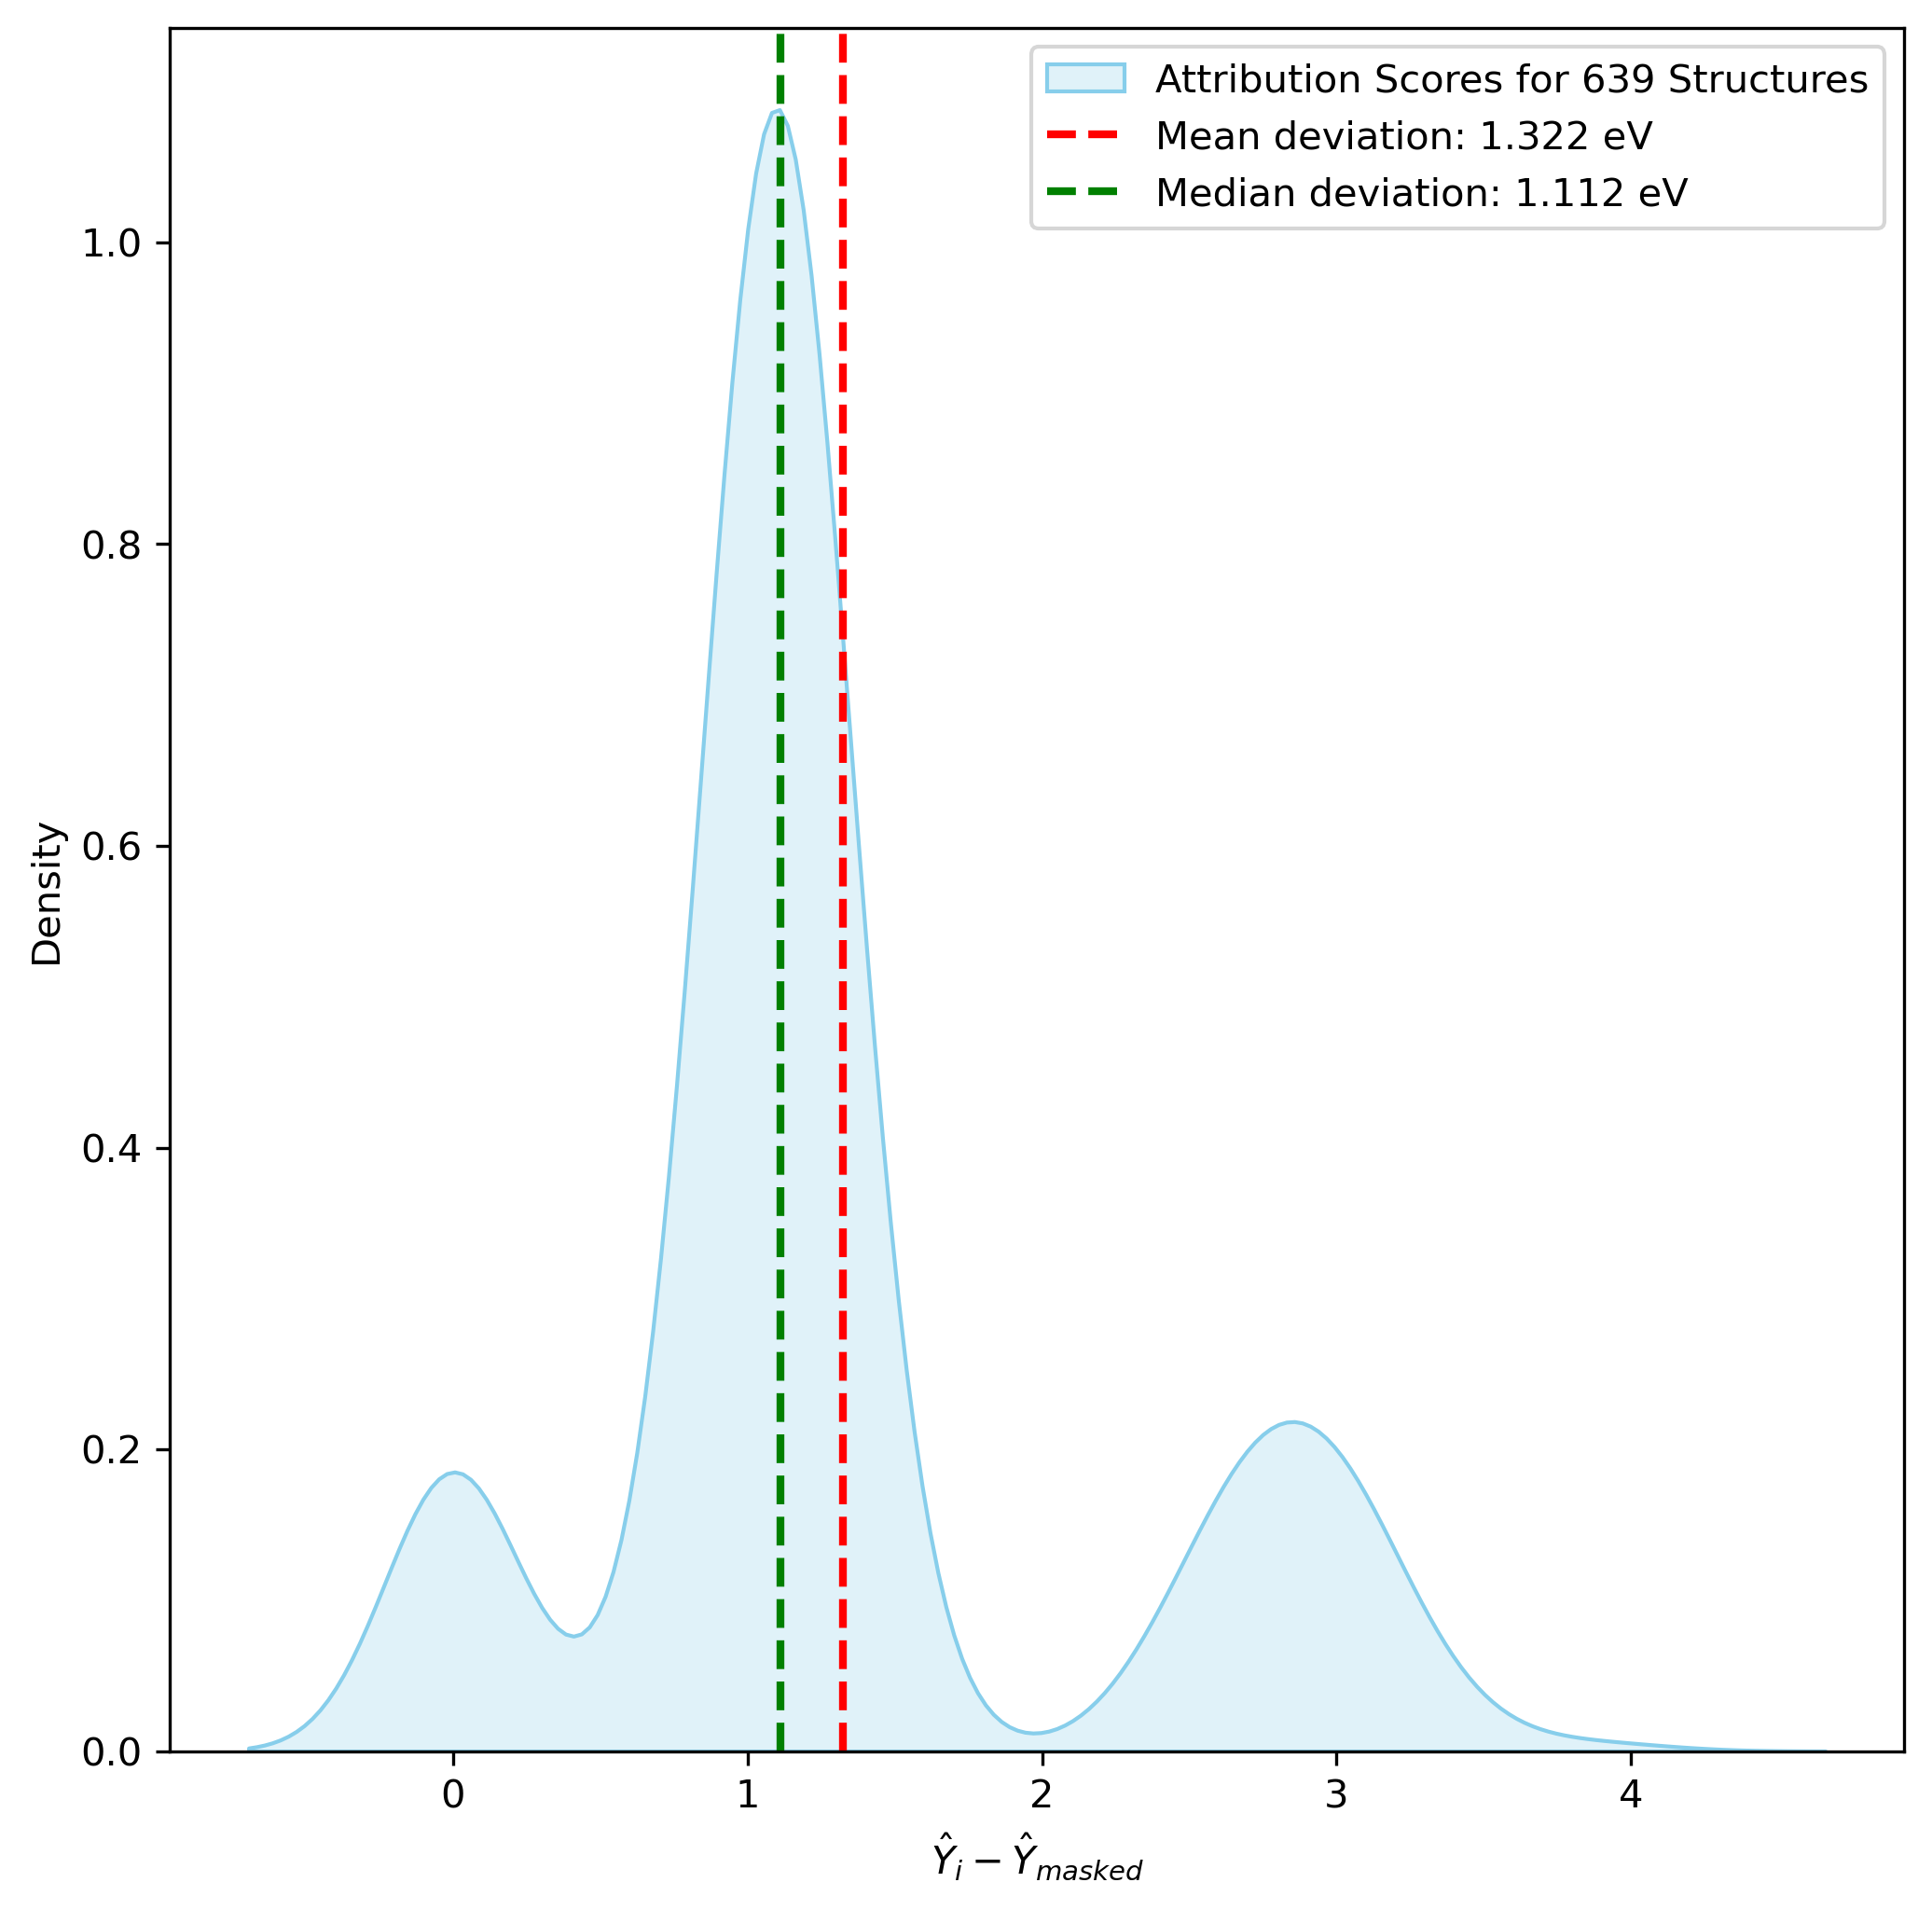 Attribution Scores for 639 Structures
Mean deviation: 1.322 eV
Median deviation: 1.112 eV
1.0
0.8
0.6
0.4
0.2
0.0
Density
0 1 2 3 4
Ŷᵢ − Ŷ_masked